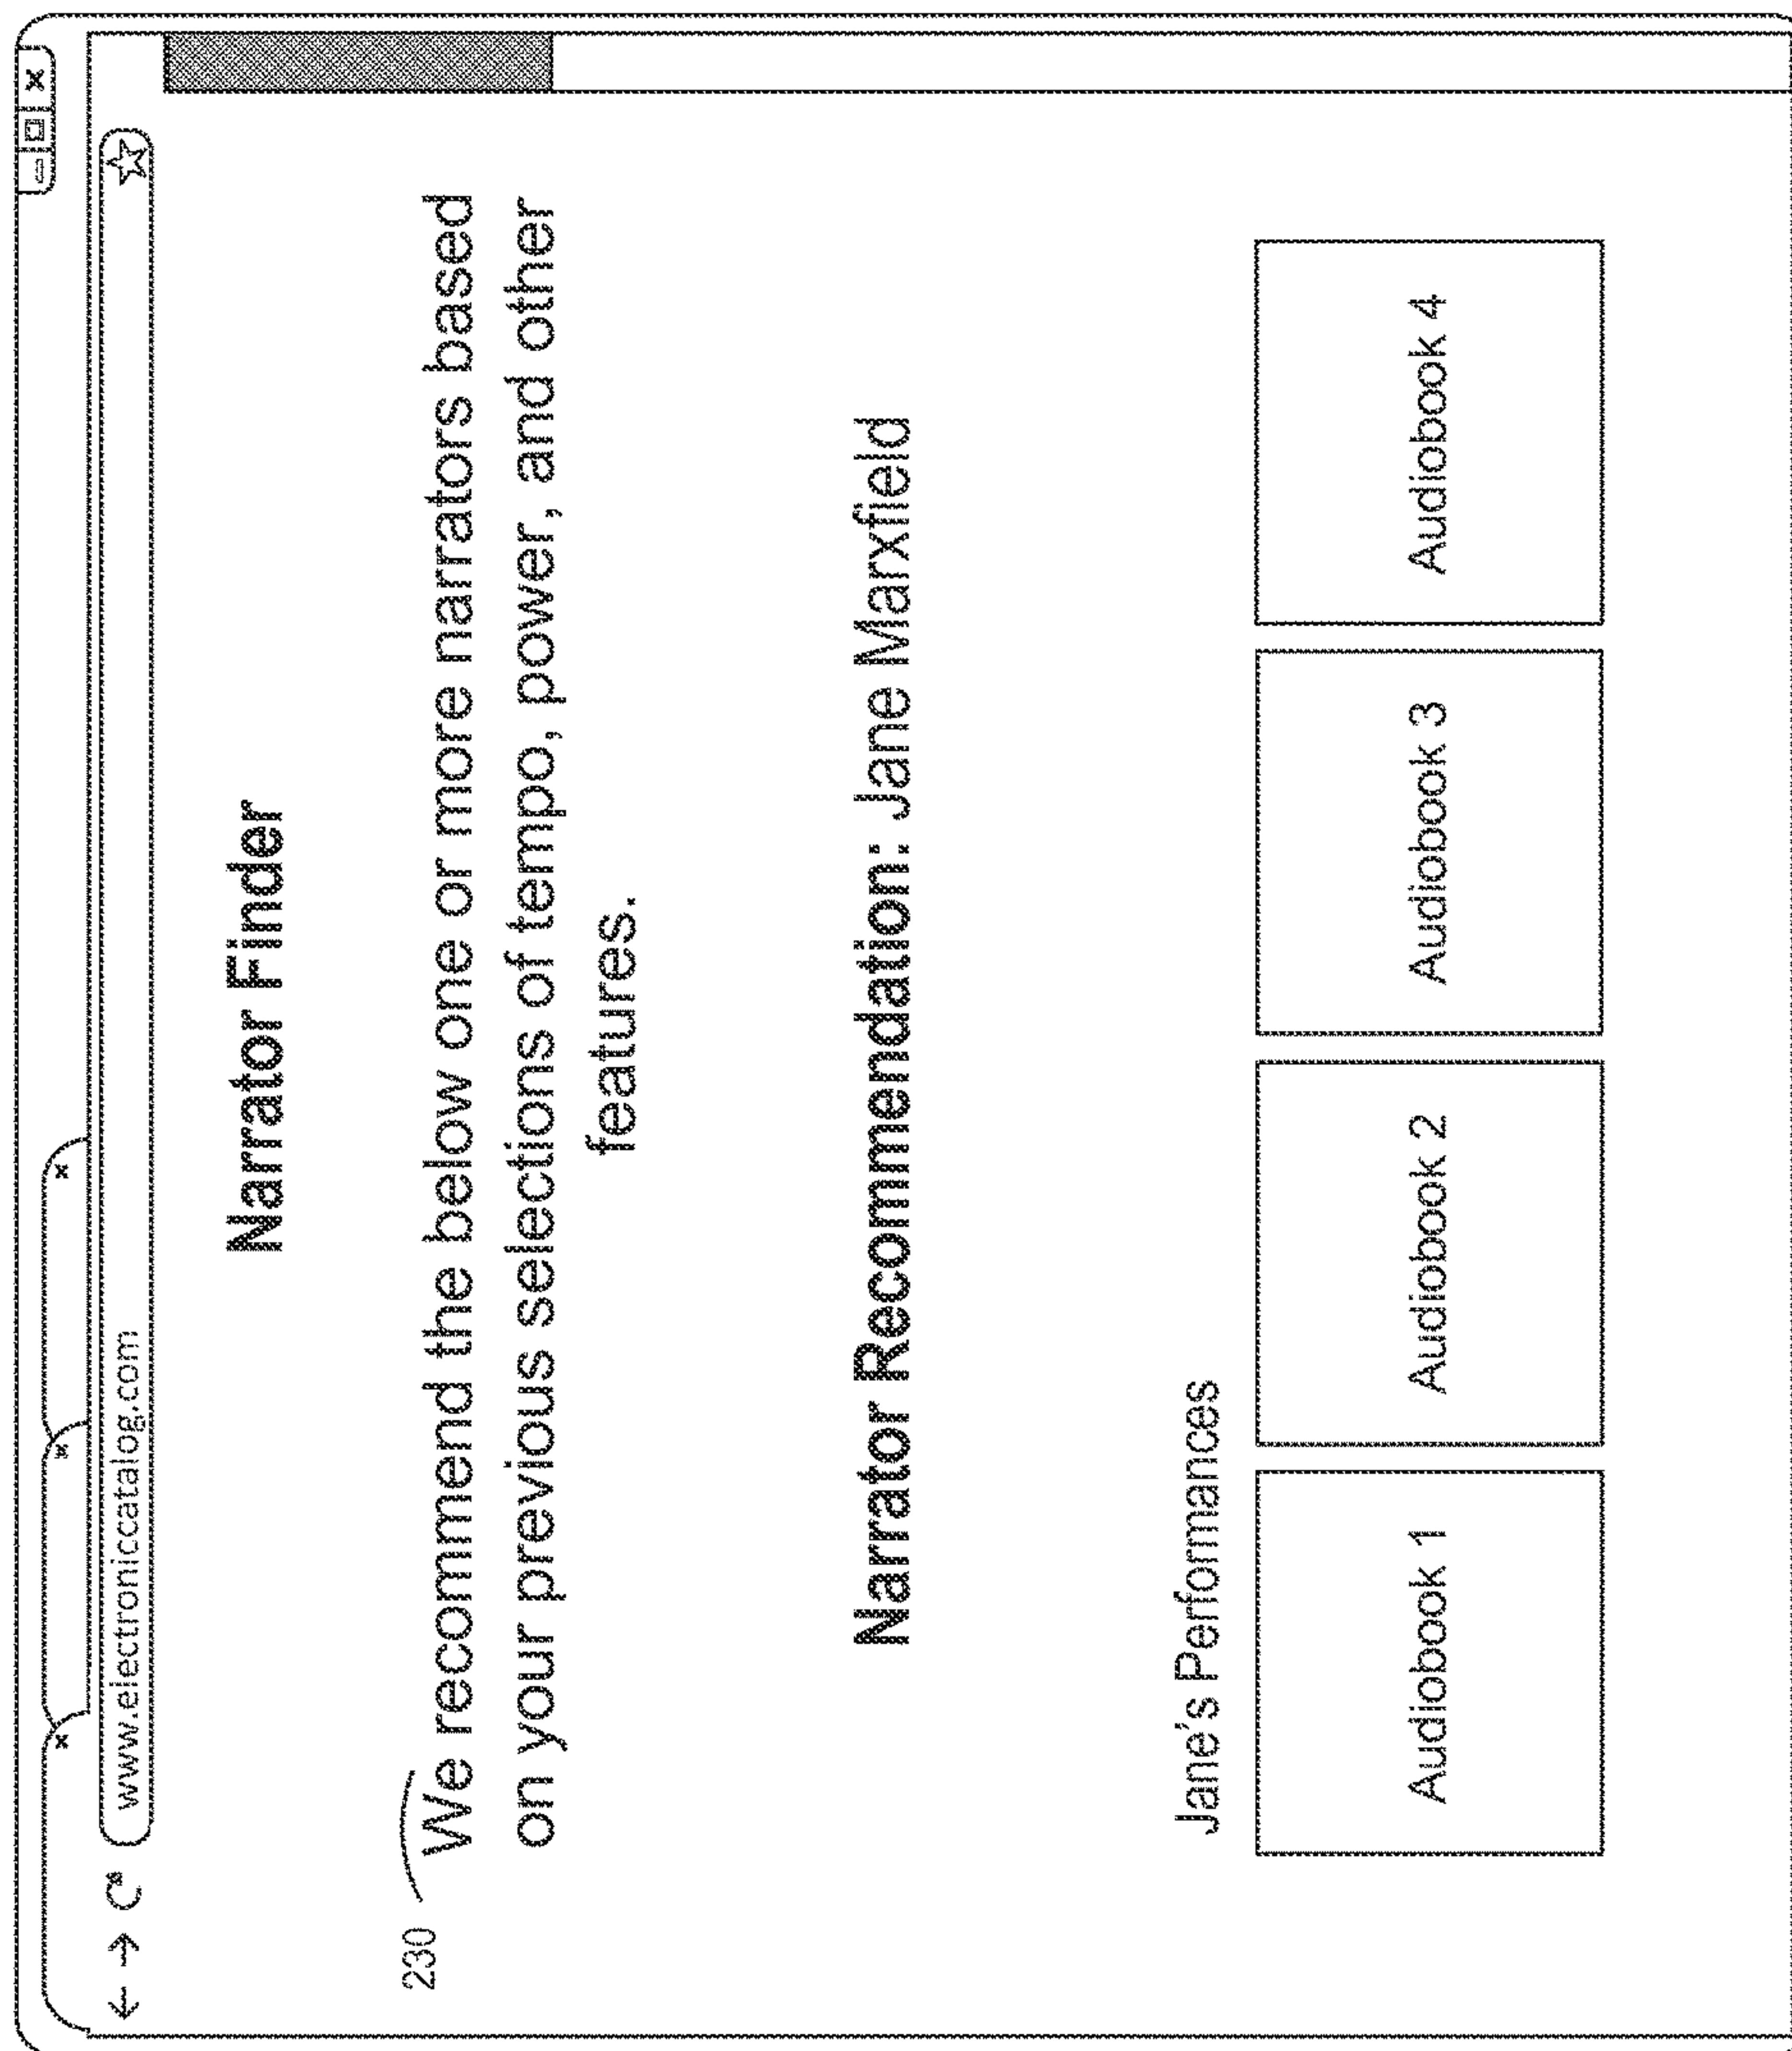 www.electroniccatalog.com
Narrator Finder
230
We recommend the below one or more narrators based
on your previous selections of tempo, power, and other
features.
Narrator Recommendation: Jane Marxfield
Jane's Performances
Audiobook 1
Audiobook 2
Audiobook 3
Audiobook 4